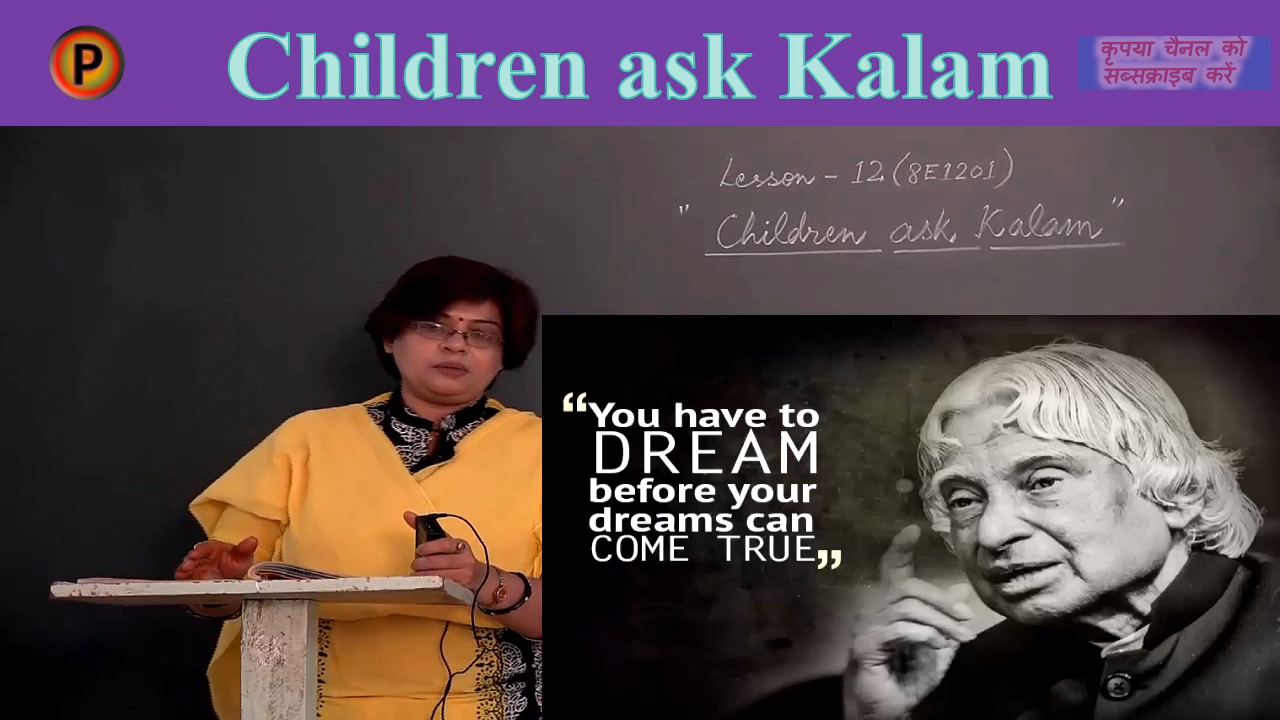 P
Children ask Kalam
कृपया चैनल को
सब्सक्राइब करें
Lesson - 12 (8E1201)
" Children ask Kalam "
“You have to
DREAM
before your
dreams can
COME TRUE„